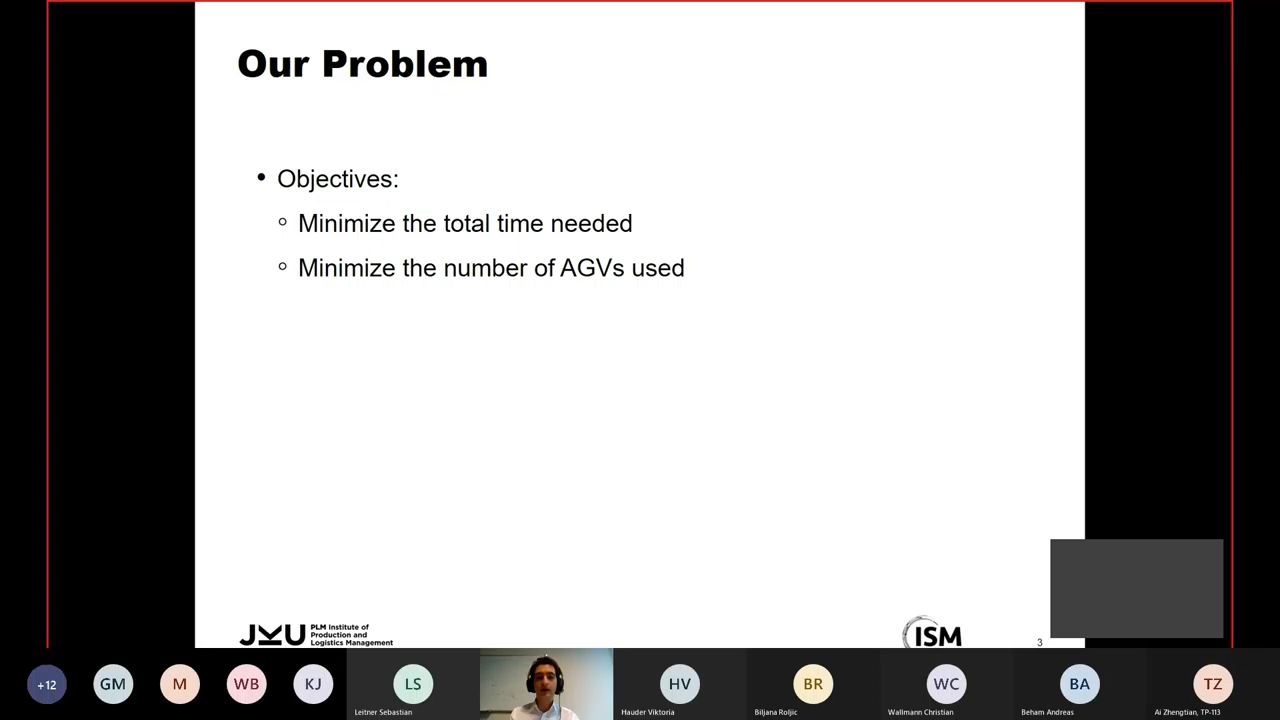 Our Problem
• Objectives:
○ Minimize the total time needed
○ Minimize the number of AGVs used
JKU
PLM Institute of
Production and
Logistics Management
ISM
3
+12
GM
M
WB
KJ
LS
Leitner Sebastian
HV
Hauder Viktoria
BR
Biljana Roljic
WC
Wallmann Christian
BA
Beham Andreas
TZ
Ai Zhengtian, TP-113